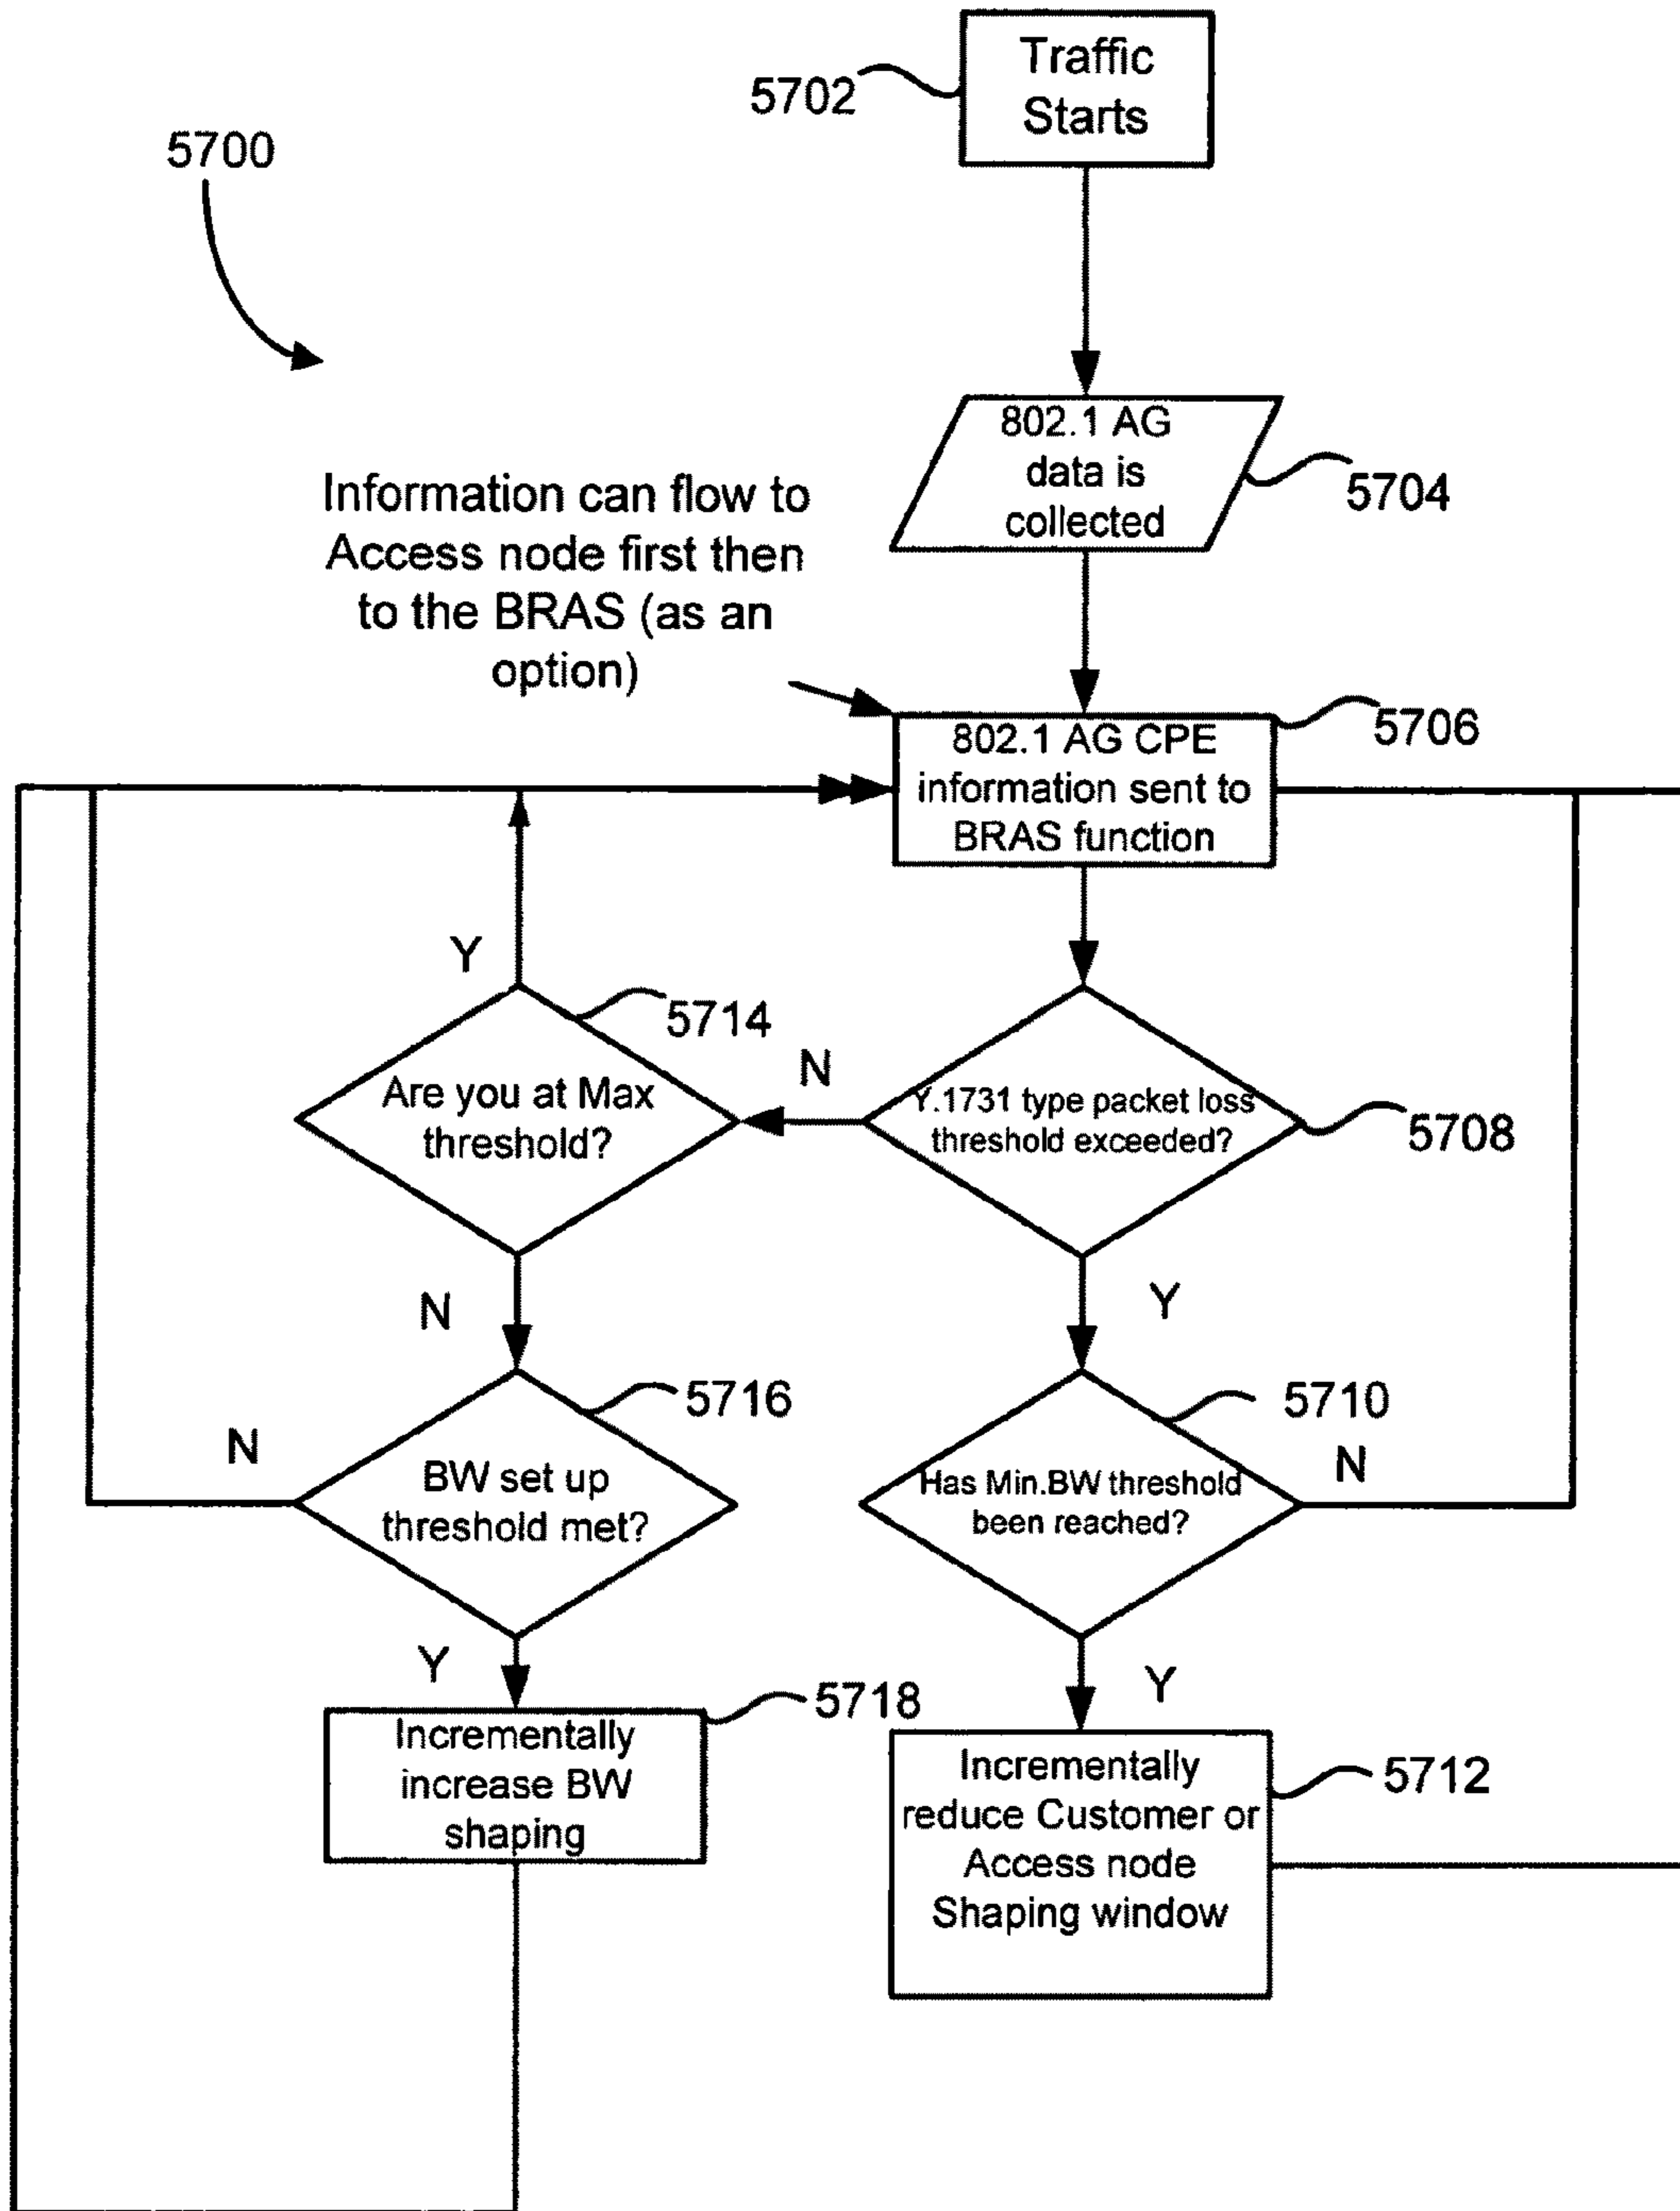 Traffic
Starts
5702
5700
802.1 AG
data is
collected
5704
Information can flow to
Access node first then
to the BRAS (as an
option)
802.1 AG CPE
information sent to
BRAS function
5706
Y
5714
Are you at Max
threshold?
N
Y.1731 type packet loss
threshold exceeded?
5708
N
Y
5716
5710
N
BW set up
threshold met?
Has Min.BW threshold
been reached?
N
Y
Y
5718
Incrementally
increase BW
shaping
Incrementally
reduce Customer or
Access node
Shaping window
5712